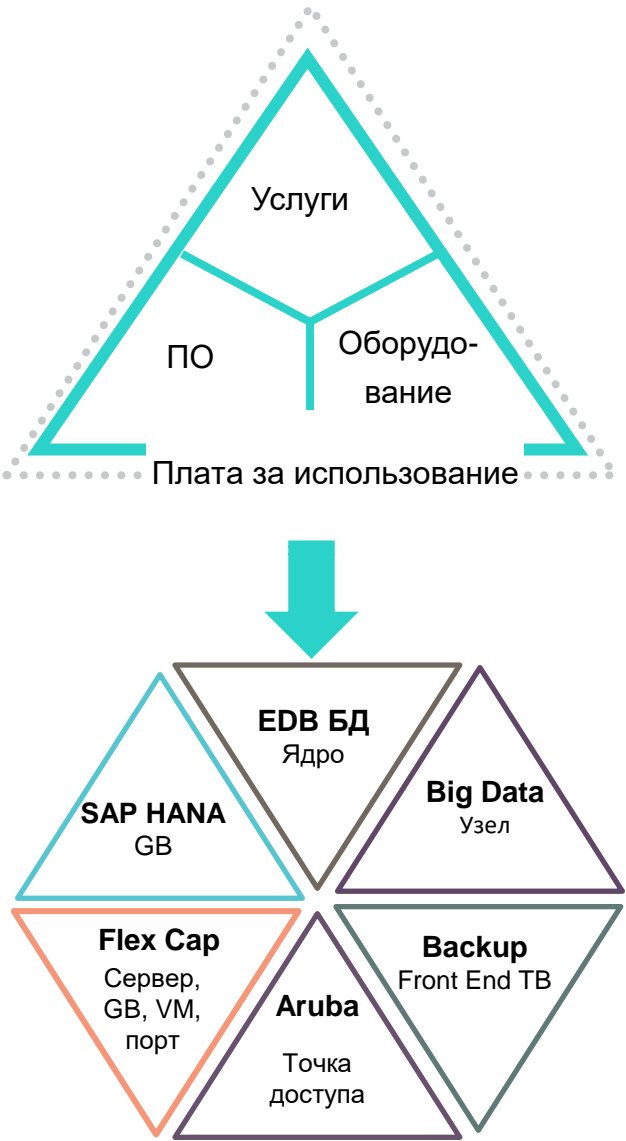 Услуги
ПО
Оборудо-
вание
Плата за использование
EDB БД
Ядро
SAP HANA
GB
Big Data
Узел
Flex Cap
Сервер,
GB, VM,
порт
Aruba
Точка
доступа
Backup
Front End TB